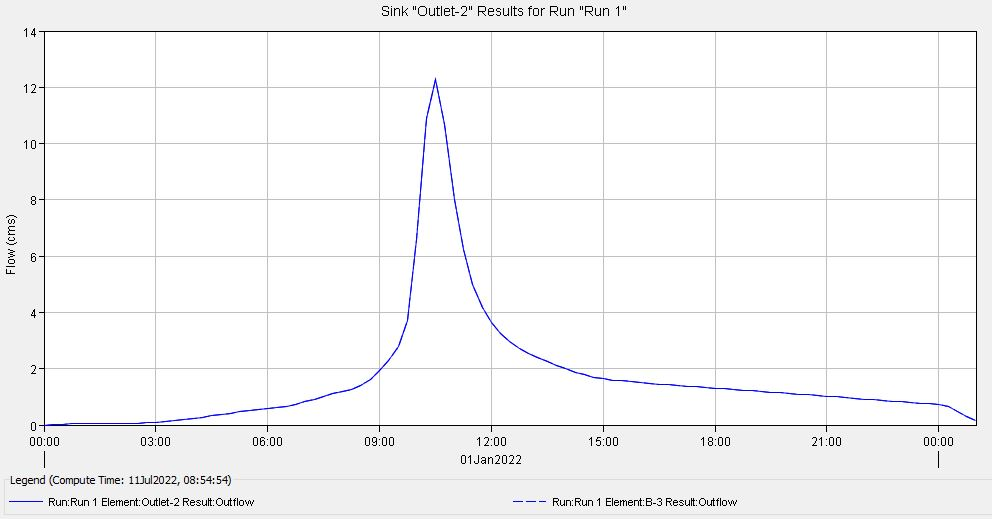 Sink "Outlet-2" Results for Run "Run 1"
14
12
10
8
6
4
2
0
Flow (cms)
00:00 03:00 06:00 09:00 12:00 15:00 18:00 21:00 00:00
01Jan2022
Legend (Compute Time: 11Jul2022, 08:54:54)
Run:Run 1 Element:Outlet-2 Result:Outflow Run:Run 1 Element:B-3 Result:Outflow